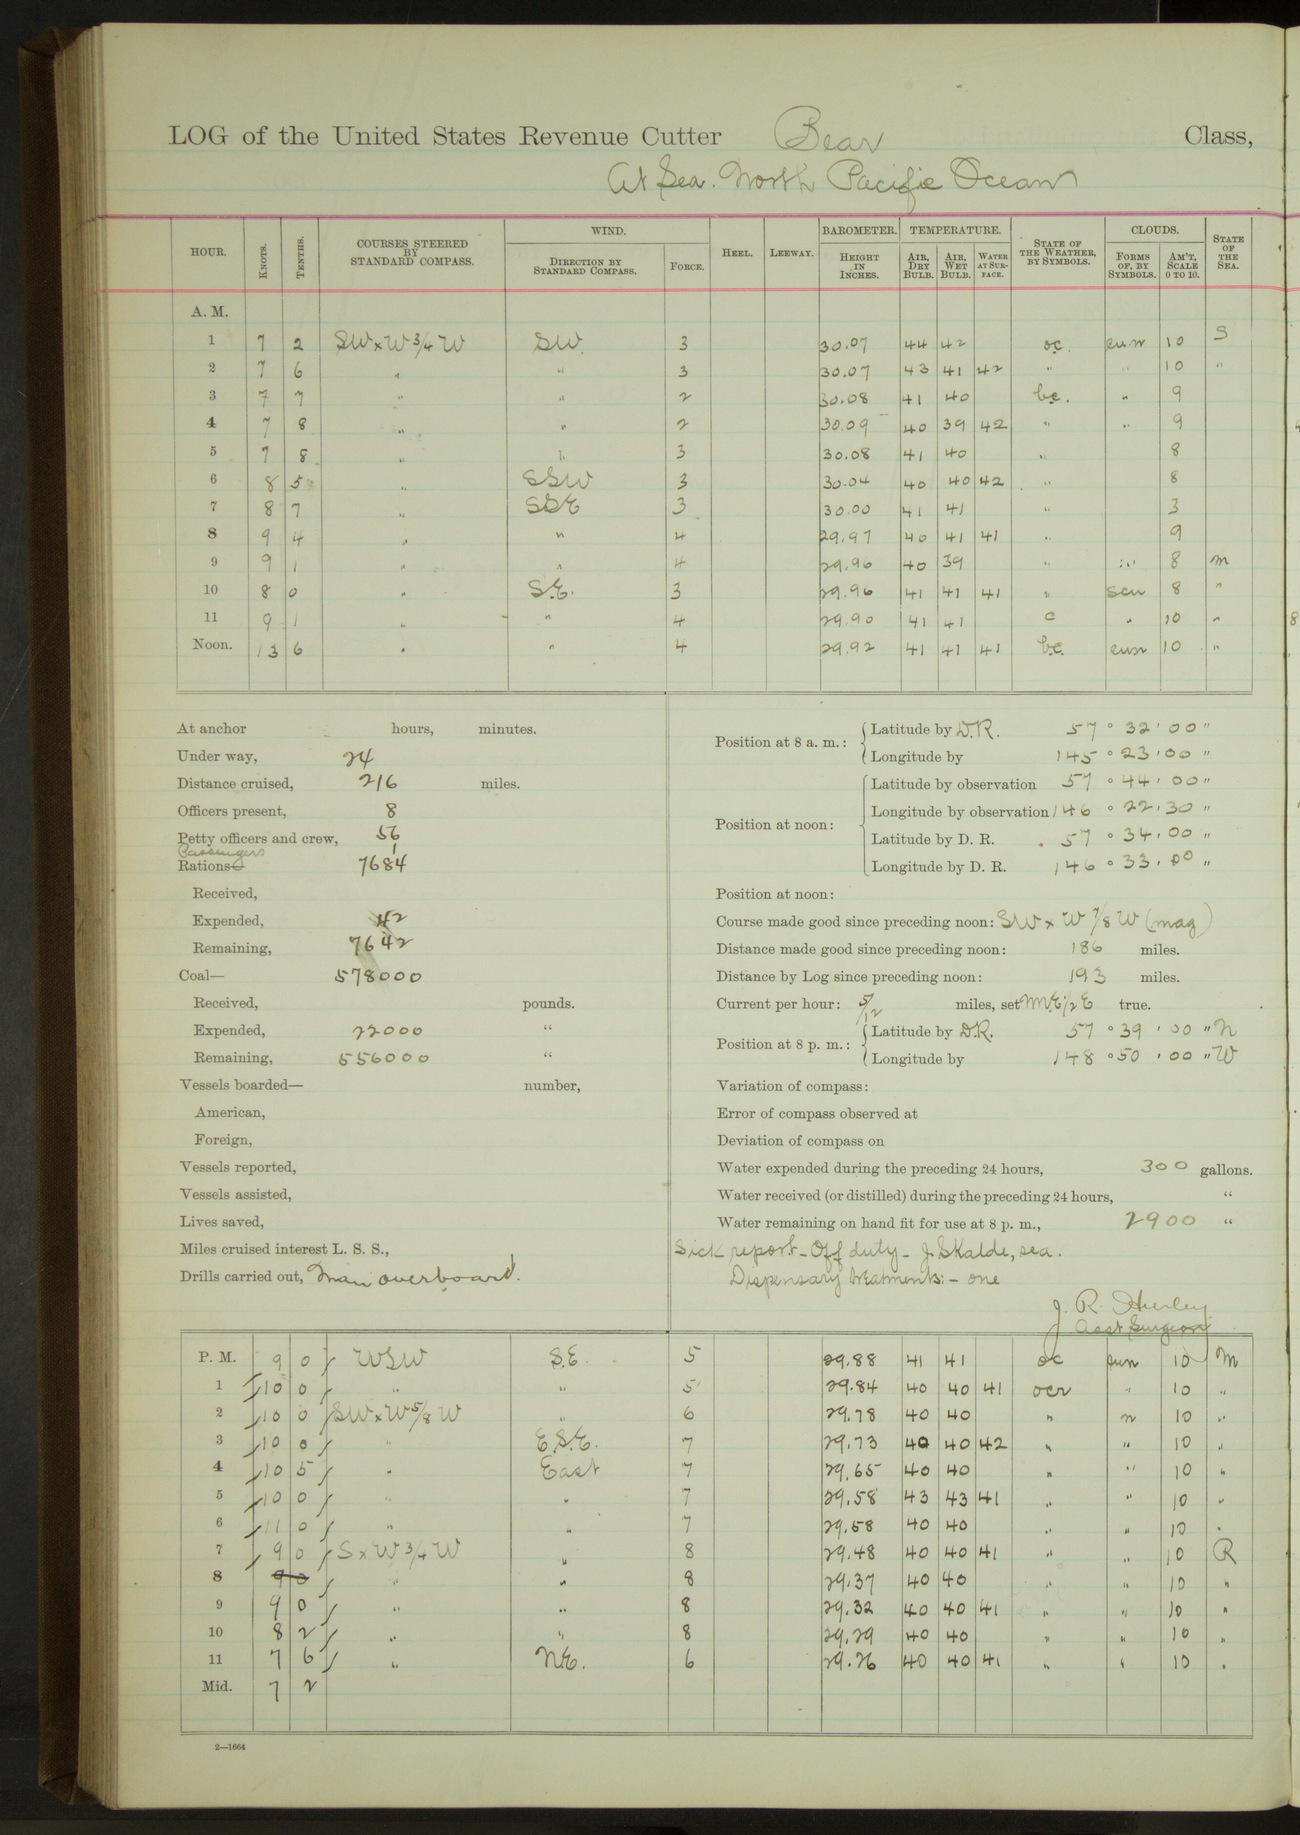 LOG of the United States Revenue Cutter Bear Class,
At Sea. North Pacific Ocean
HOUR. KNOTS. TENTHS. COURSES STEERED BY STANDARD COMPASS. WIND. DIRECTION BY STANDARD COMPASS. FORCE. HEEL. LEEWAY. BAROMETER. HEIGHT IN INCHES. TEMPERATURE. AIR, DRY BULB. AIR, WET BULB. WATER AT SURFACE. STATE OF THE WEATHER, BY SYMBOLS. CLOUDS. FORMS OF, BY SYMBOLS. AM'T, SCALE 0 TO 10. STATE OF THE SEA.
A. M.
1 7 2 SW x W 3/4 W SW 3 30.07 44 42 oc. cun 10 S
2 7 6 " " 3 30.07 43 41 42 " " 10 "
3 7 7 " " 2 30.08 41 40 bc. " 9
4 7 8 " " 2 30.09 40 39 42 " " 9
5 7 8 " " 3 30.08 41 40 " 8
6 8 5 " SSW 3 30.04 40 40 42 " 8
7 8 7 " SSE 3 30.00 41 41 " 3
8 9 4 " " 4 29.97 40 41 41 " 9
9 9 1 " " 4 29.96 40 39 " " 8 M
10 8 0 " S.E. 3 29.96 41 41 41 " scu 8 "
11 9 1 " " 4 29.90 41 41 c " 10 "
Noon. 13 6 " " 4 29.92 41 41 41 bc cun 10 "
At anchor hours, minutes.
Under way, 24
Distance cruised, 216 miles.
Officers present, 8
Petty officers and crew, 56
Passengers 1
Rations— 7684
Received,
Expended, 42
Remaining, 7642
Coal— 578000
Received, pounds.
Expended, 22000 "
Remaining, 556000 "
Vessels boarded— number,
American,
Foreign,
Vessels reported,
Vessels assisted,
Lives saved,
Miles cruised interest L. S. S.,
Drills carried out, Man overboard.
Position at 8 a. m.: Latitude by D.R. 57 ° 32 ' 00 "
Longitude by 145 ° 23 ' 00 "
Position at noon: Latitude by observation 57 ° 44 ' 00 "
Longitude by observation 146 ° 22 ' 30 "
Latitude by D. R. 57 ° 34 ' 00 "
Longitude by D. R. 146 ° 33 ' 00 "
Position at noon:
Course made good since preceding noon: SW x W 7/8 W (mag)
Distance made good since preceding noon: 186 miles.
Distance by Log since preceding noon: 193 miles.
Current per hour: 5/12 miles, set 1/2 E true.
Position at 8 p. m.: Latitude by D.R. 57 ° 39 ' 00 " N
Longitude by 148 ° 50 ' 00 " W
Variation of compass:
Error of compass observed at
Deviation of compass on
Water expended during the preceding 24 hours, 300 gallons.
Water received (or distilled) during the preceding 24 hours, "
Water remaining on hand fit for use at 8 p. m., 2900 "
Sick report - Off duty - J. Skalde, sea.
Dispensary treatments: - one
J. R. Hurley
Asst Surgeon
P. M. 9 0 WSW S.E. 5 29.88 41 41 oc cun 10 M
1 10 0 " " 5 29.84 40 40 41 ocr " 10 "
2 10 0 SW x W 5/8 W " 6 29.78 40 40 " n 10 "
3 10 0 " E.S.E. 7 29.73 40 40 42 " " 10 "
4 10 5 " East 7 29.65 40 40 " " 10 "
5 10 0 " " 7 29.58 43 43 41 " " 10 "
6 11 0 " " 7 29.58 40 40 " " 10 "
7 9 0 S x W 3/4 W " 8 29.48 40 40 41 " " 10 R
8 9 0 " " 8 29.37 40 40 " " 10 "
9 9 0 " " 8 29.32 40 40 41 " " 10 "
10 8 2 " " 8 29.29 40 40 " " 10 "
11 7 6 " N.E. 6 29.26 40 40 41 " " 10 "
Mid. 7 2
2—1664